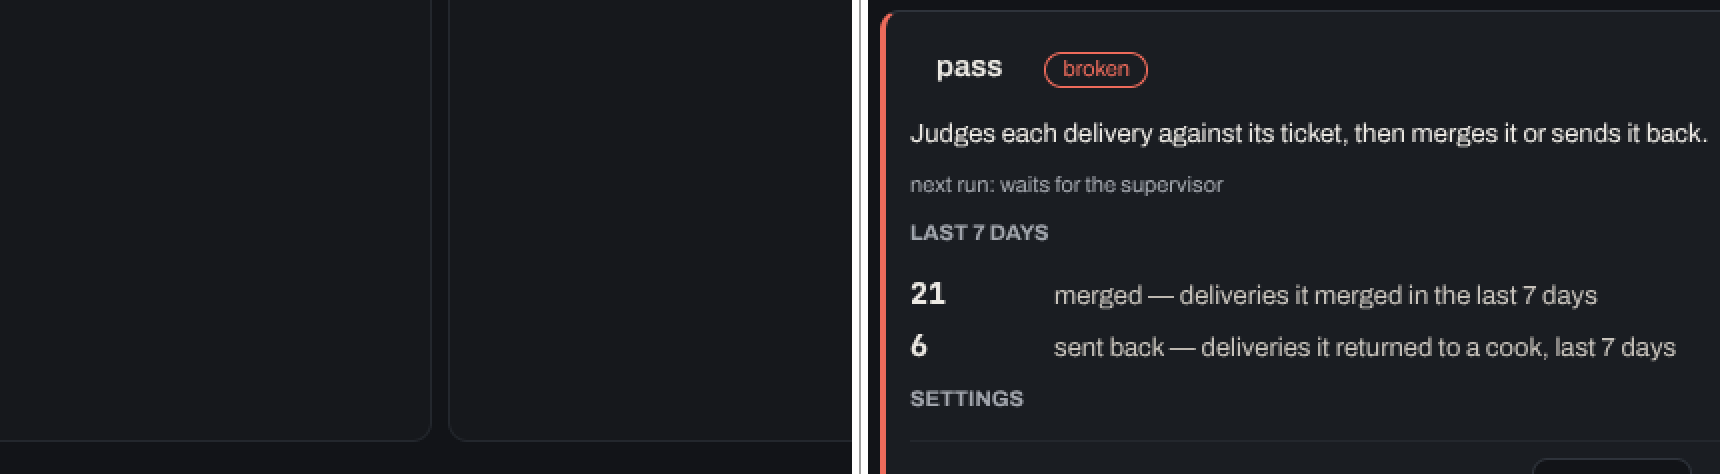 pass broken
Judges each delivery against its ticket, then merges it or sends it back.
next run: waits for the supervisor
LAST 7 DAYS
21 merged — deliveries it merged in the last 7 days
6 sent back — deliveries it returned to a cook, last 7 days
SETTINGS